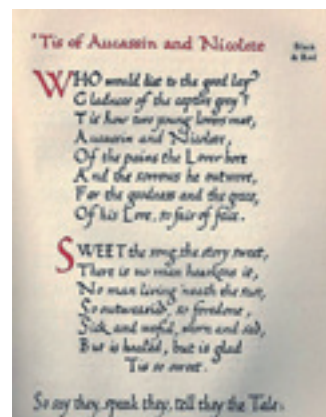 'Tis of Aucassin and Nicolete
Black
& Red
WHO would list to the good lay?
Gladness of the captive grey?
Tis how two young lovers met,
Aucassin and Nicolete,
Of the pains the Lover bore
And the sorrows he outwore,
For the goodness and the grace,
Of his Love, so fair of face.
SWEET the song, the story sweet,
There is no man hearkens it,
No man living 'neath the sun,
So outwearied, so foredone,
Sick and woful, worn and sad,
But is healed, but is glad
Tis so sweet.
So say they, speak they, tell they the Tale: